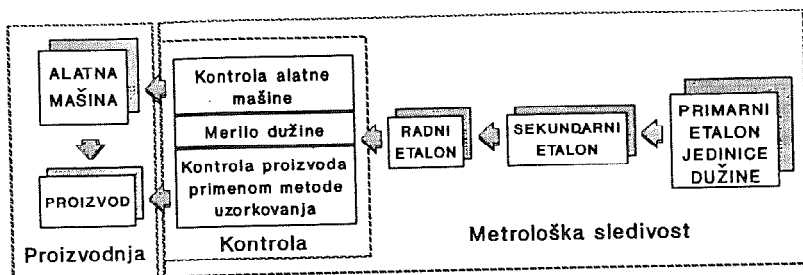 ALATNA
MAŠINA
PROIZVOD
Proizvodnja
Kontrola alatne
mašine
Merilo dužine
Kontrola proizvoda
primenom metode
uzorkovanja
Kontrola
RADNI
ETALON
SEKUNDARNI
ETALON
PRIMARNI
ETALON
JEDINICE
DUŽINE
Metrološka sledivost